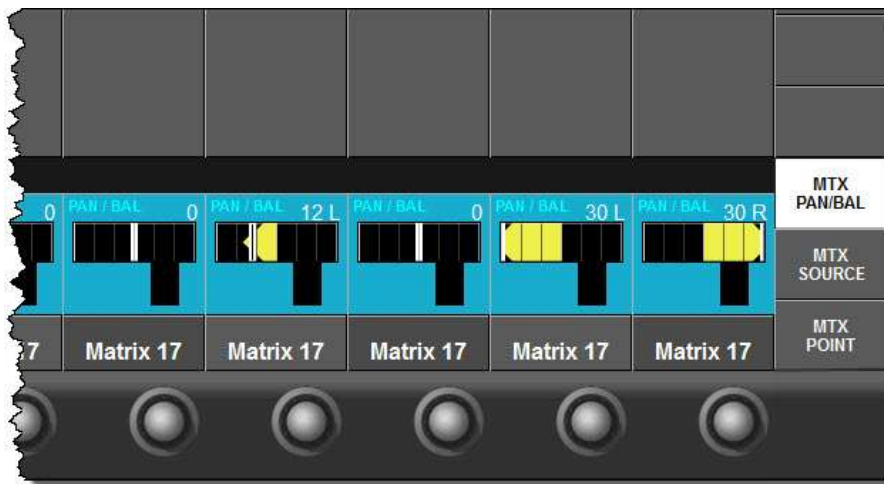 MTX
PAN/BAL
0
PAN / BAL 0
PAN / BAL 12 L
PAN / BAL 0
PAN / BAL 30 L
PAN / BAL 30 R
MTX
SOURCE
7
Matrix 17
Matrix 17
Matrix 17
Matrix 17
Matrix 17
MTX
POINT